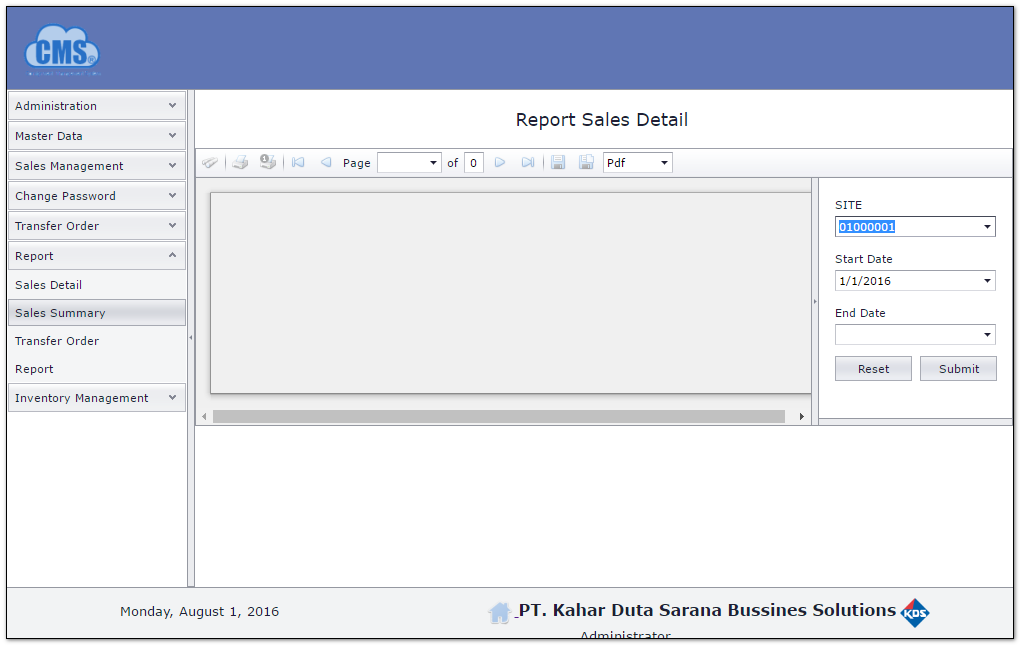 CMS®
Administration
Master Data
Sales Management
Change Password
Transfer Order
Report
Sales Detail
Sales Summary
Transfer Order
Report
Inventory Management
Report Sales Detail
Page of 0 Pdf
SITE
01000001
Start Date
1/1/2016
End Date
Reset Submit
Monday, August 1, 2016
PT. Kahar Duta Sarana Bussines Solutions KDS
Administrator